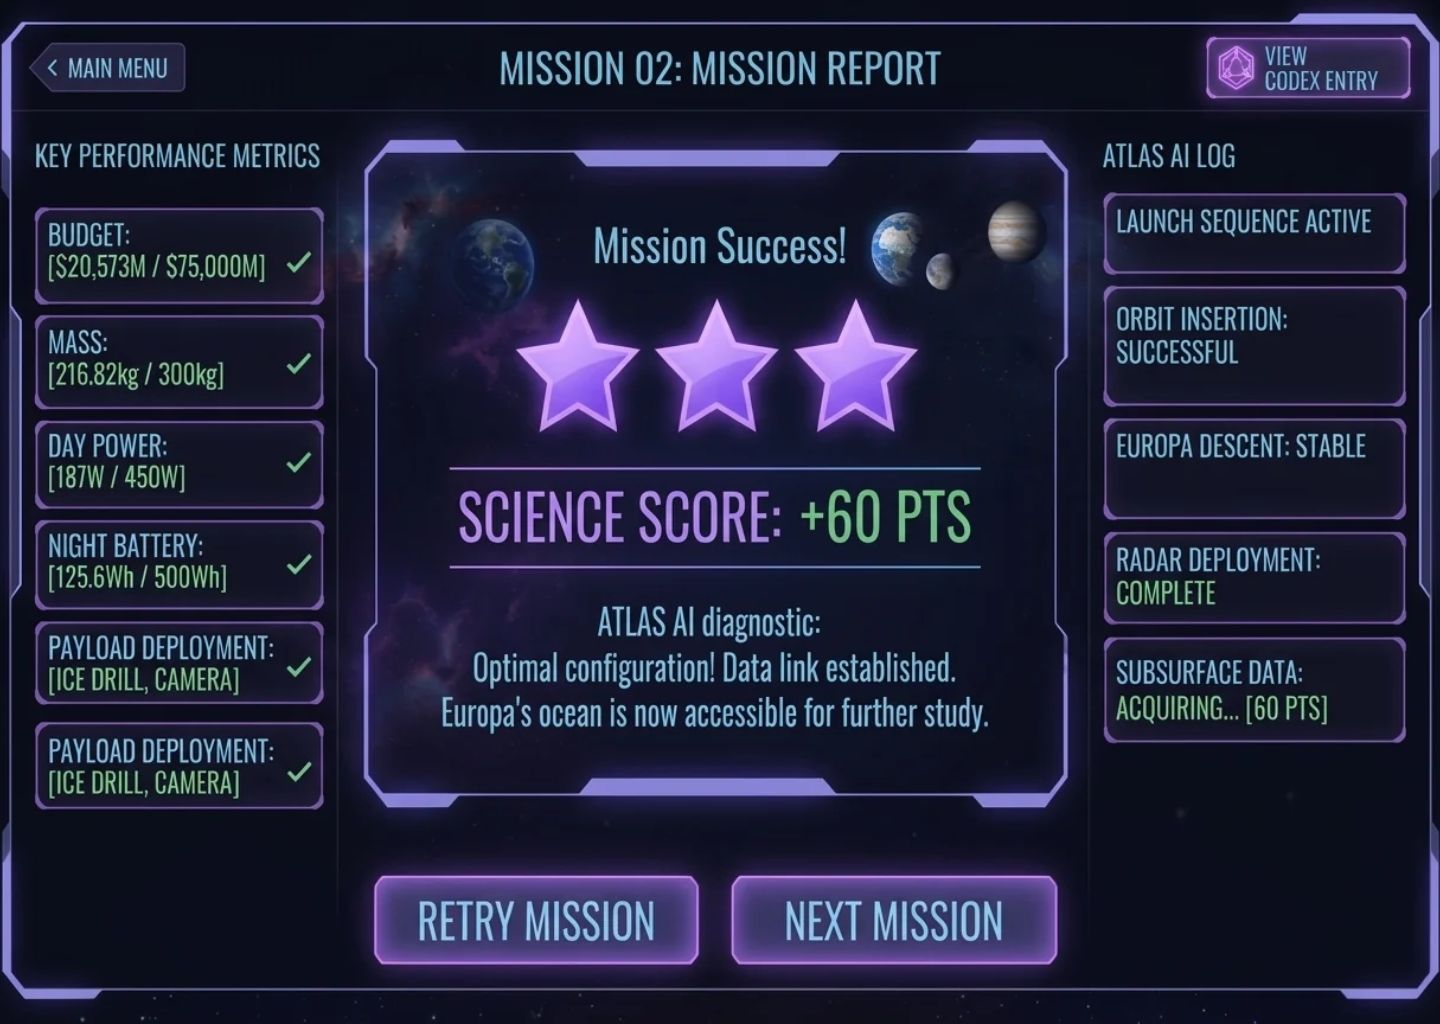 MAIN MENU
MISSION 02: MISSION REPORT
VIEW
CODEX ENTRY
KEY PERFORMANCE METRICS
BUDGET:
[$20,573M / $75,000M]
MASS:
[216.82kg / 300kg]
DAY POWER:
[187W / 450W]
NIGHT BATTERY:
[125.6Wh / 500Wh]
PAYLOAD DEPLOYMENT:
[ICE DRILL, CAMERA]
PAYLOAD DEPLOYMENT:
[ICE DRILL, CAMERA]
Mission Success!
SCIENCE SCORE: +60 PTS
ATLAS AI diagnostic:
Optimal configuration! Data link established.
Europa's ocean is now accessible for further study.
RETRY MISSION
NEXT MISSION
ATLAS AI LOG
LAUNCH SEQUENCE ACTIVE
ORBIT INSERTION:
SUCCESSFUL
EUROPA DESCENT: STABLE
RADAR DEPLOYMENT:
COMPLETE
SUBSURFACE DATA:
ACQUIRING... [60 PTS]